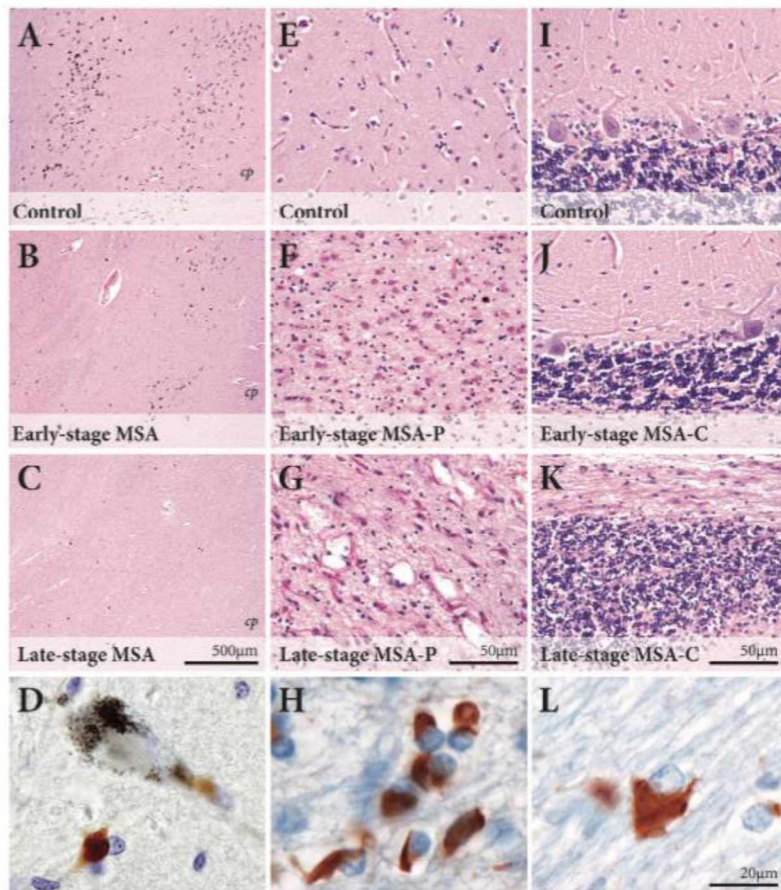 A
E
I
cp
Control
Control
Control
B
F
J
cp
Early-stage MSA
Early-stage MSA-P
Early-stage MSA-C
C
G
K
cp
Late-stage MSA
500µm
Late-stage MSA-P
50µm
Late-stage MSA-C
50µm
D
H
L
20µm